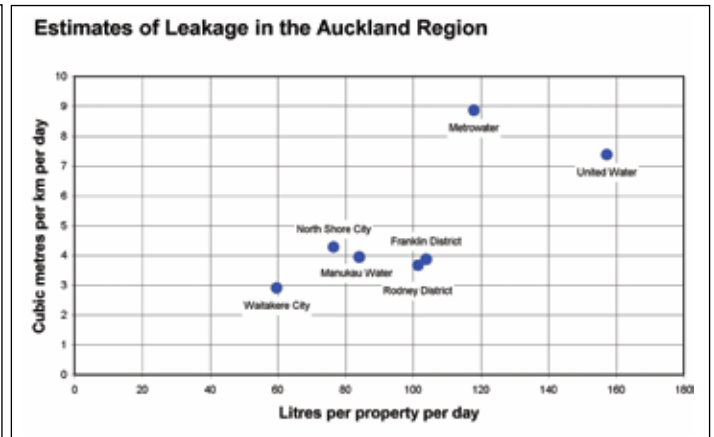 Estimates of Leakage in the Auckland Region
Cubic metres per km per day
10
9
8
7
6
5
4
3
2
1
0
Metrowater
United Water
North Shore City
Franklin District
Manukau Water
Rodney District
Waitakere City
0 20 40 60 80 100 120 140 160 180
Litres per property per day